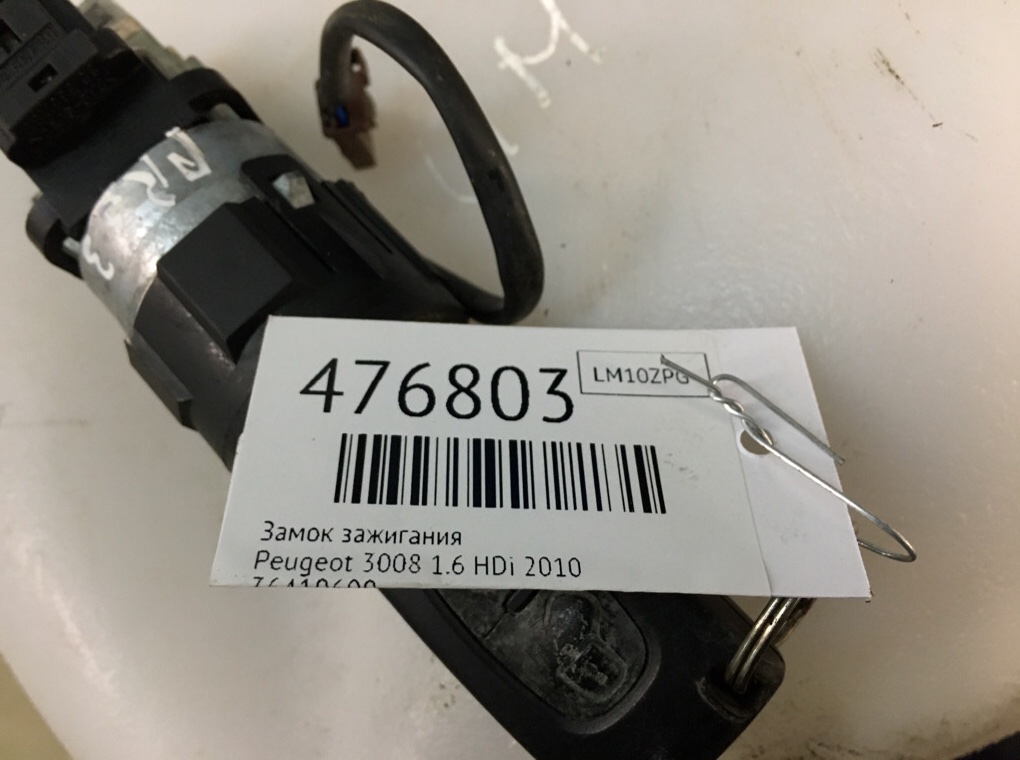 476803
LM10ZPG
Замок зажигания
Peugeot 3008 1.6 HDi 2010